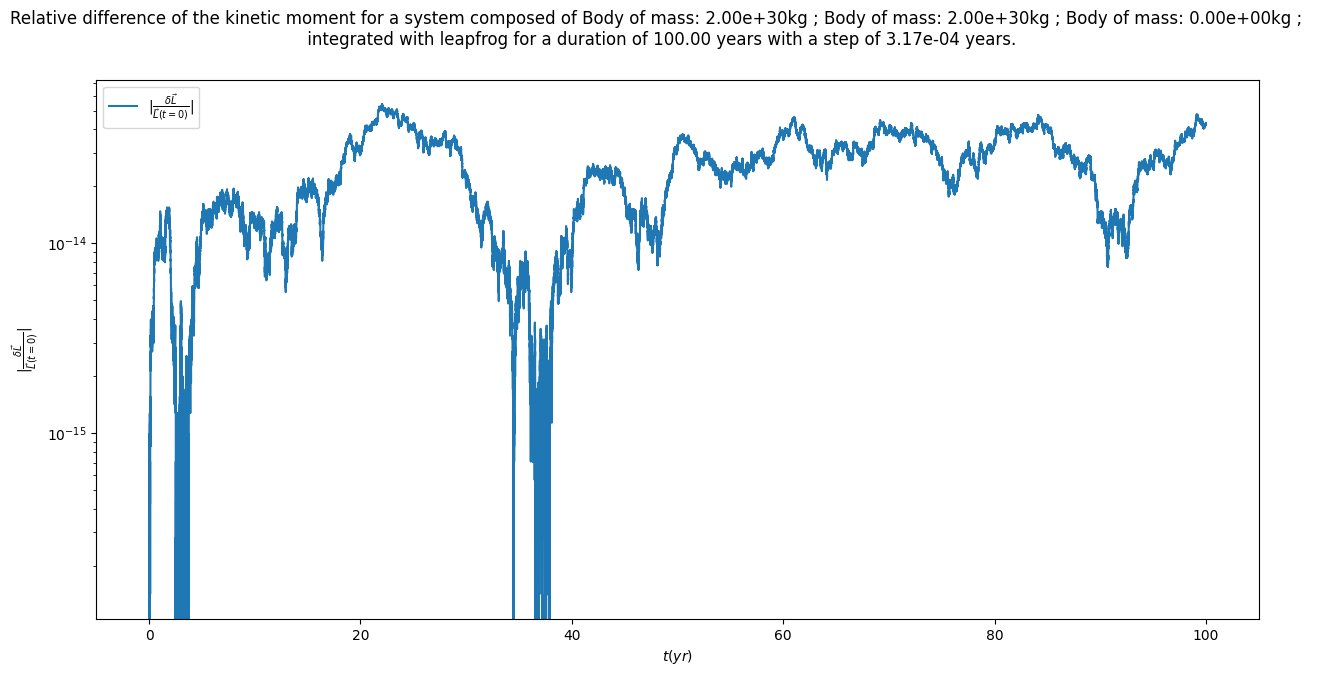 Relative difference of the kinetic moment for a system composed of Body of mass: 2.00e+30kg ; Body of mass: 2.00e+30kg ; Body of mass: 0.00e+00kg ;
integrated with leapfrog for a duration of 100.00 years with a step of 3.17e-04 years.
|δL⃗/L⃗(t = 0)|
10⁻¹⁴
10⁻¹⁵
|δL⃗/L⃗(t = 0)|
0 20 40 60 80 100
t(yr)